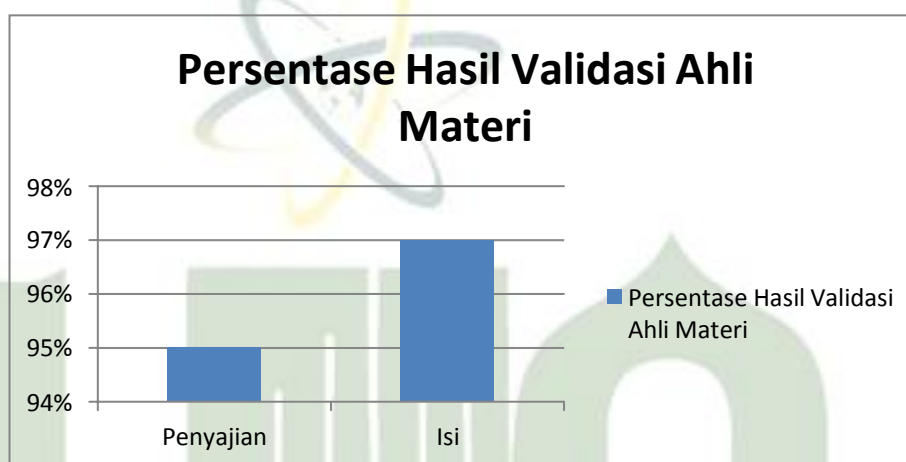 Persentase Hasil Validasi Ahli
Materi
98%
97%
96%
95%
94%
Penyajian
Isi
Persentase Hasil Validasi
Ahli Materi